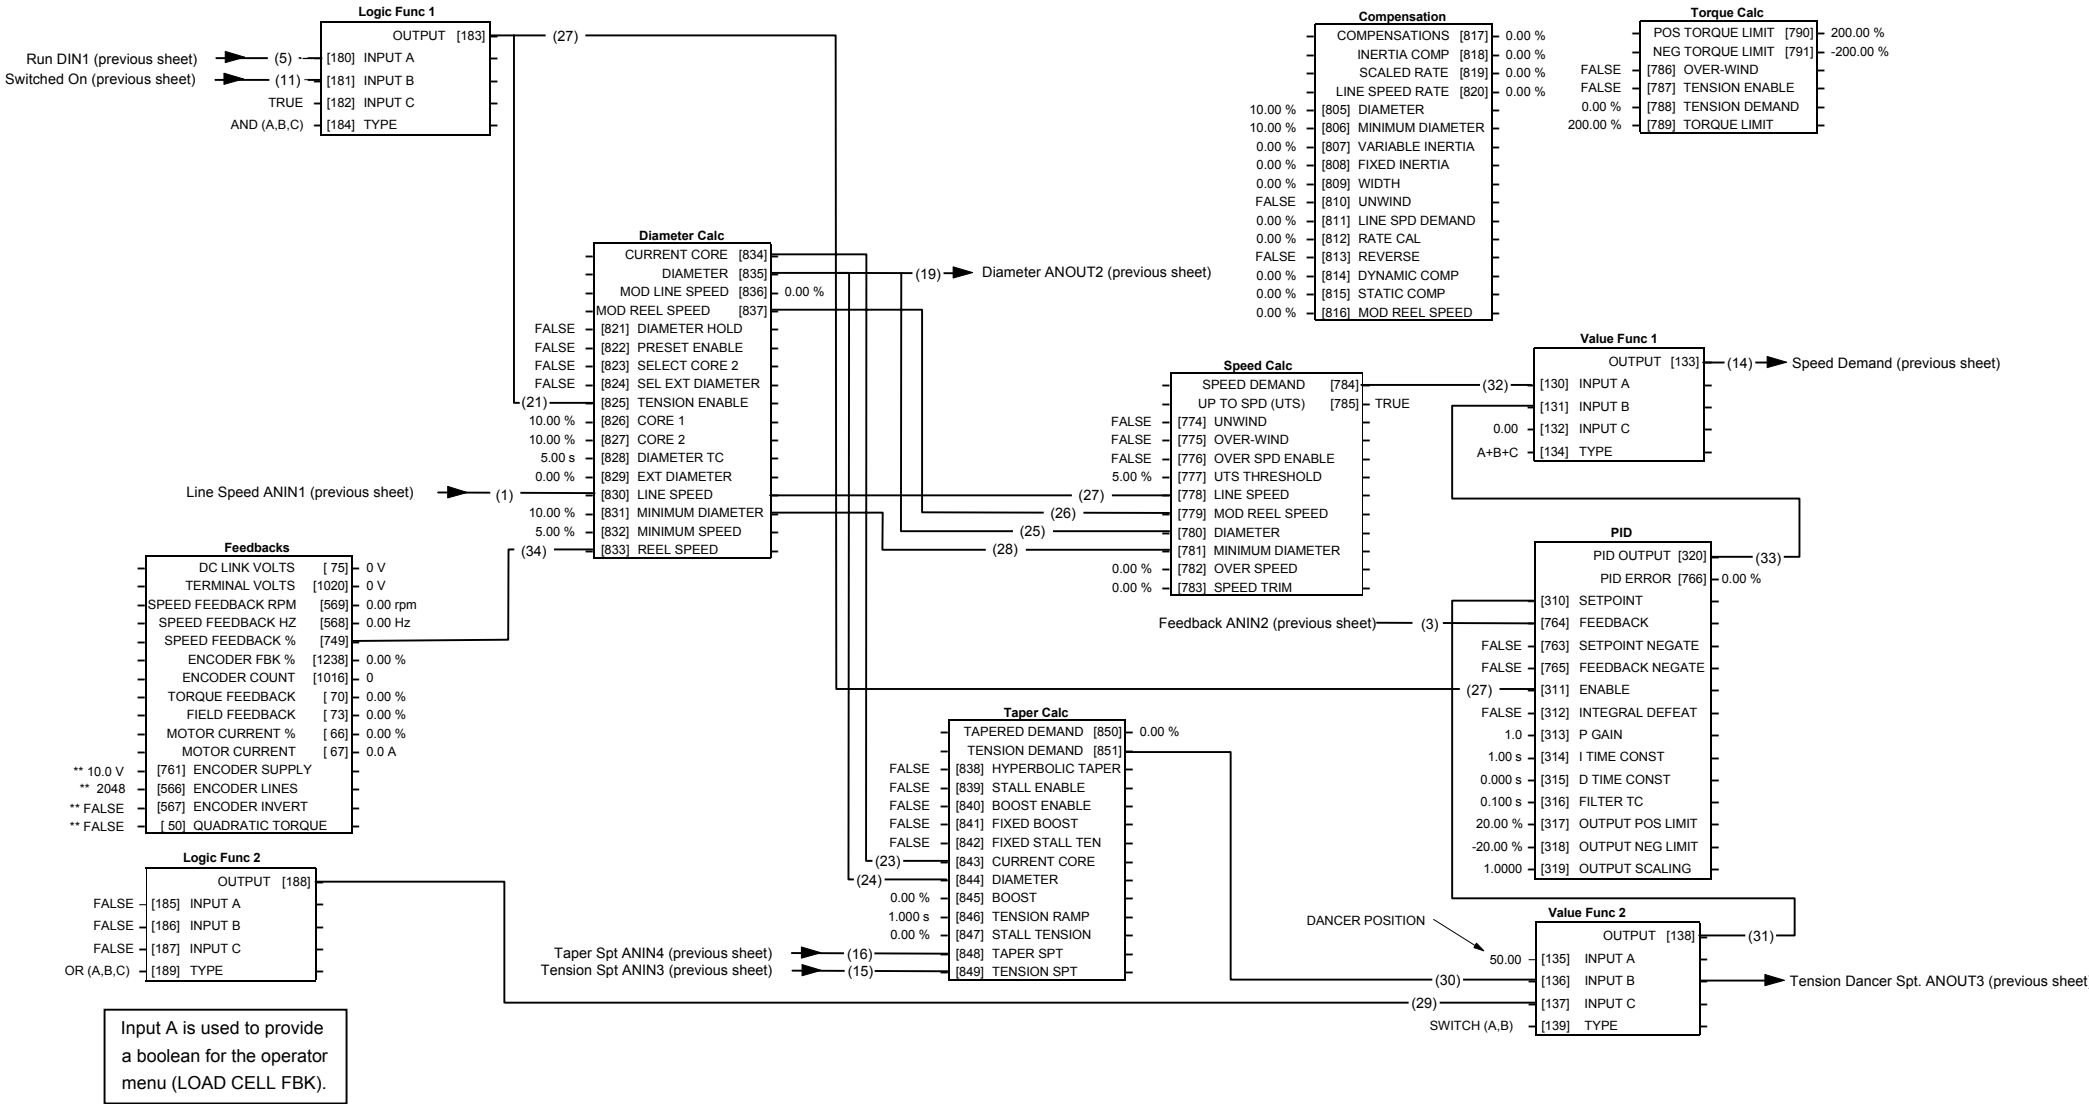 Logic Func 1
OUTPUT [183] (27)
Run DIN1 (previous sheet) (5) [180] INPUT A
Switched On (previous sheet) (11) [181] INPUT B
TRUE [182] INPUT C
AND (A,B,C) [184] TYPE
Compensation
COMPENSATIONS [817] 0.00 %
INERTIA COMP [818] 0.00 %
SCALED RATE [819] 0.00 %
LINE SPEED RATE [820] 0.00 %
10.00 % [805] DIAMETER
10.00 % [806] MINIMUM DIAMETER
0.00 % [807] VARIABLE INERTIA
0.00 % [808] FIXED INERTIA
0.00 % [809] WIDTH
FALSE [810] UNWIND
0.00 % [811] LINE SPD DEMAND
0.00 % [812] RATE CAL
FALSE [813] REVERSE
0.00 % [814] DYNAMIC COMP
0.00 % [815] STATIC COMP
0.00 % [816] MOD REEL SPEED
Torque Calc
POS TORQUE LIMIT [790] 200.00 %
NEG TORQUE LIMIT [791] -200.00 %
FALSE [786] OVER-WIND
FALSE [787] TENSION ENABLE
0.00 % [788] TENSION DEMAND
200.00 % [789] TORQUE LIMIT
Diameter Calc
CURRENT CORE [834]
DIAMETER [835] (19) Diameter ANOUT2 (previous sheet)
MOD LINE SPEED [836] 0.00 %
MOD REEL SPEED [837]
FALSE [821] DIAMETER HOLD
FALSE [822] PRESET ENABLE
FALSE [823] SELECT CORE 2
FALSE [824] SEL EXT DIAMETER
(21) [825] TENSION ENABLE
10.00 % [826] CORE 1
10.00 % [827] CORE 2
5.00 s [828] DIAMETER TC
0.00 % [829] EXT DIAMETER
Line Speed ANIN1 (previous sheet) (1) [830] LINE SPEED
10.00 % [831] MINIMUM DIAMETER
5.00 % [832] MINIMUM SPEED
(34) [833] REEL SPEED
Speed Calc
SPEED DEMAND [784] (32)
UP TO SPD (UTS) [785] TRUE
FALSE [774] UNWIND
FALSE [775] OVER-WIND
FALSE [776] OVER SPD ENABLE
5.00 % [777] UTS THRESHOLD
(27) [778] LINE SPEED
(26) [779] MOD REEL SPEED
(25) [780] DIAMETER
(28) [781] MINIMUM DIAMETER
0.00 % [782] OVER SPEED
0.00 % [783] SPEED TRIM
Value Func 1
OUTPUT [133] (14) Speed Demand (previous sheet)
[130] INPUT A
[131] INPUT B
0.00 [132] INPUT C
A+B+C [134] TYPE
Feedbacks
DC LINK VOLTS [ 75] 0 V
TERMINAL VOLTS [1020] 0 V
SPEED FEEDBACK RPM [569] 0.00 rpm
SPEED FEEDBACK HZ [568] 0.00 Hz
SPEED FEEDBACK % [749]
ENCODER FBK % [1238] 0.00 %
ENCODER COUNT [1016] 0
TORQUE FEEDBACK [ 70] 0.00 %
FIELD FEEDBACK [ 73] 0.00 %
MOTOR CURRENT % [ 66] 0.00 %
MOTOR CURRENT [ 67] 0.0 A
** 10.0 V [761] ENCODER SUPPLY
** 2048 [566] ENCODER LINES
** FALSE [567] ENCODER INVERT
** FALSE [ 50] QUADRATIC TORQUE
PID
PID OUTPUT [320] (33)
PID ERROR [766] 0.00 %
[310] SETPOINT
Feedback ANIN2 (previous sheet) (3) [764] FEEDBACK
FALSE [763] SETPOINT NEGATE
FALSE [765] FEEDBACK NEGATE
(27) [311] ENABLE
FALSE [312] INTEGRAL DEFEAT
1.0 [313] P GAIN
1.00 s [314] I TIME CONST
0.000 s [315] D TIME CONST
0.100 s [316] FILTER TC
20.00 % [317] OUTPUT POS LIMIT
-20.00 % [318] OUTPUT NEG LIMIT
1.0000 [319] OUTPUT SCALING
Taper Calc
TAPERED DEMAND [850] 0.00 %
TENSION DEMAND [851]
FALSE [838] HYPERBOLIC TAPER
FALSE [839] STALL ENABLE
FALSE [840] BOOST ENABLE
FALSE [841] FIXED BOOST
FALSE [842] FIXED STALL TEN
(23) [843] CURRENT CORE
(24) [844] DIAMETER
0.00 % [845] BOOST
1.000 s [846] TENSION RAMP
0.00 % [847] STALL TENSION
Taper Spt ANIN4 (previous sheet) (16) [848] TAPER SPT
Tension Spt ANIN3 (previous sheet) (15) [849] TENSION SPT
Logic Func 2
OUTPUT [188]
FALSE [185] INPUT A
FALSE [186] INPUT B
FALSE [187] INPUT C
OR (A,B,C) [189] TYPE
Value Func 2
DANCER POSITION
OUTPUT [138] (31)
50.00 [135] INPUT A
(30) [136] INPUT B Tension Dancer Spt. ANOUT3 (previous sheet
(29) [137] INPUT C
SWITCH (A,B) [139] TYPE
Input A is used to provide
a boolean for the operator
menu (LOAD CELL FBK).